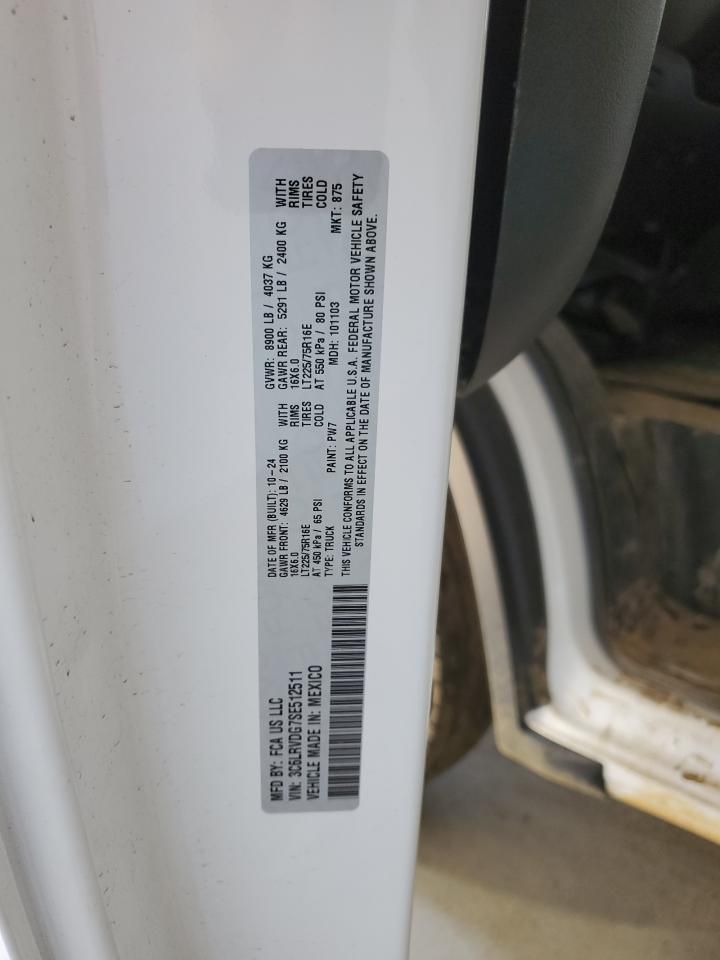 MFD BY: FCA US LLC
VIN: 3C6LRVDG7SE512511
VEHICLE MADE IN: MEXICO
DATE OF MFR (BUILT): 10-24 GVWR: 8900 LB / 4037 KG
GAWR FRONT: 4629 LB / 2100 KG WITH GAWR REAR: 5291 LB / 2400 KG WITH
16X6.0 RIMS 16X6.0 RIMS
LT225/75R16E TIRES LT225/75R16E TIRES
AT 450 kPa / 65 PSI COLD AT 550 kPa / 80 PSI COLD
TYPE: TRUCK PAINT: PW7 MDH: 101103 MKT: 875
THIS VEHICLE CONFORMS TO ALL APPLICABLE U.S.A. FEDERAL MOTOR VEHICLE SAFETY
STANDARDS IN EFFECT ON THE DATE OF MANUFACTURE SHOWN ABOVE.